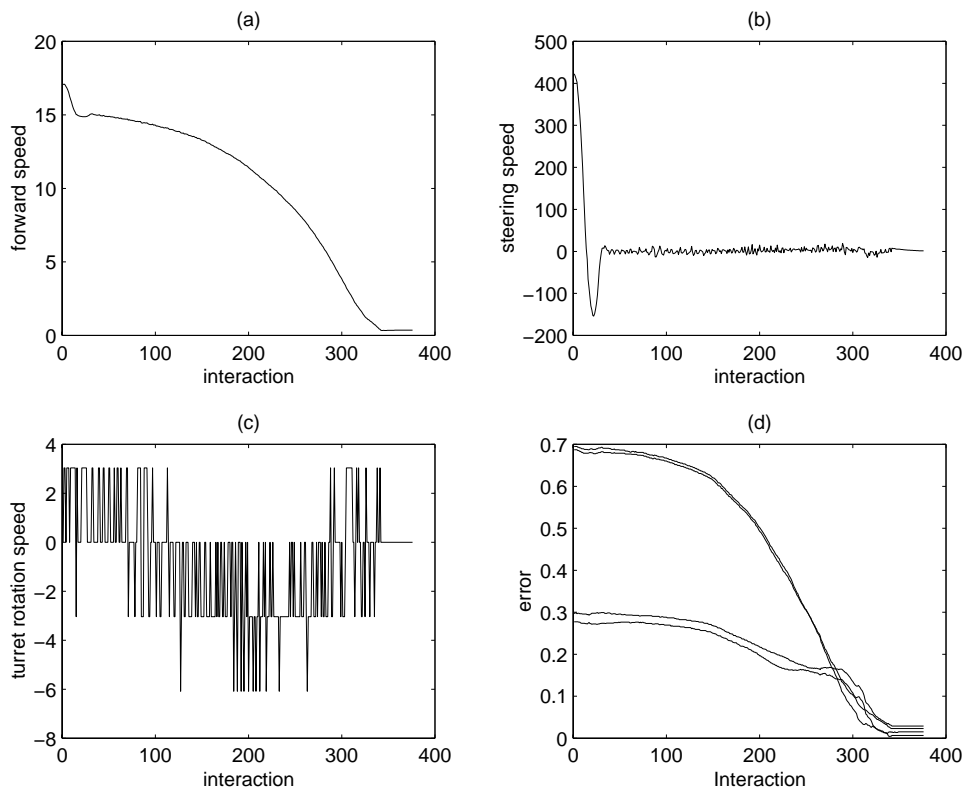 (a)
20
15
10
5
0
forward speed
0 100 200 300 400
interaction
(b)
500
400
300
200
100
0
−100
−200
steering speed
0 100 200 300 400
interaction
(c)
4
2
0
−2
−4
−6
−8
turret rotation speed
0 100 200 300 400
interaction
(d)
0.7
0.6
0.5
0.4
0.3
0.2
0.1
0
error
0 100 200 300 400
Interaction